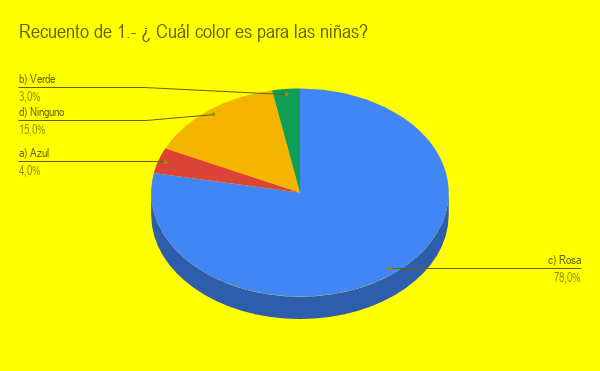 Recuento de 1.- ¿ Cuál color es para las niñas?
b) Verde
3,0%
d) Ninguno
15,0%
a) Azul
4,0%
c) Rosa
78,0%